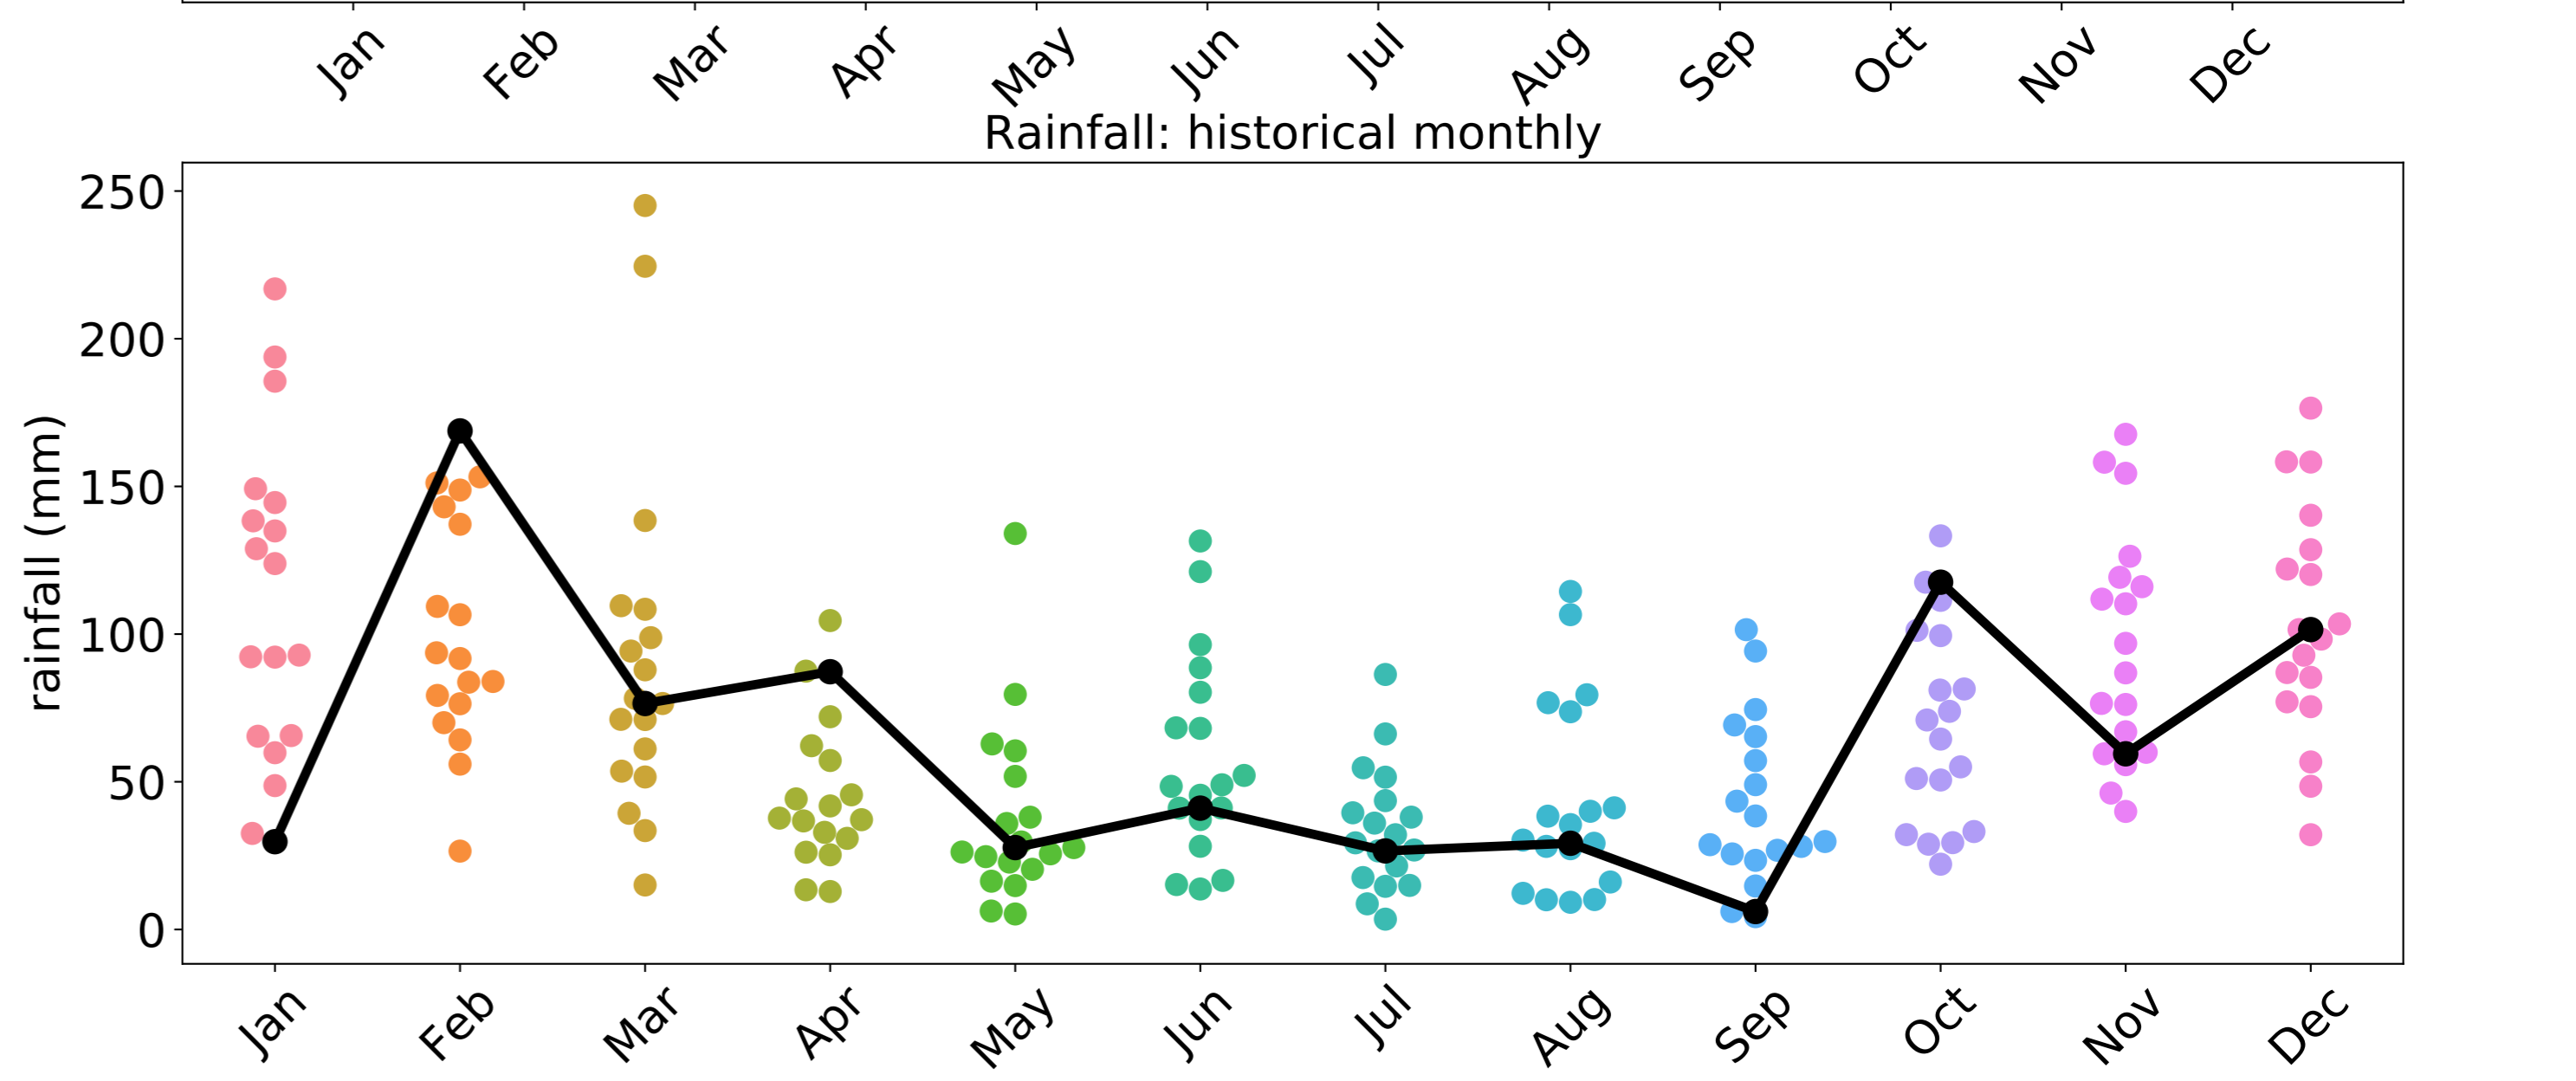 Jan Feb Mar Apr May Jun Jul Aug Sep Oct Nov Dec
Rainfall: historical monthly
250
200
150
100
50
0
rainfall (mm)
Jan Feb Mar Apr May Jun Jul Aug Sep Oct Nov Dec